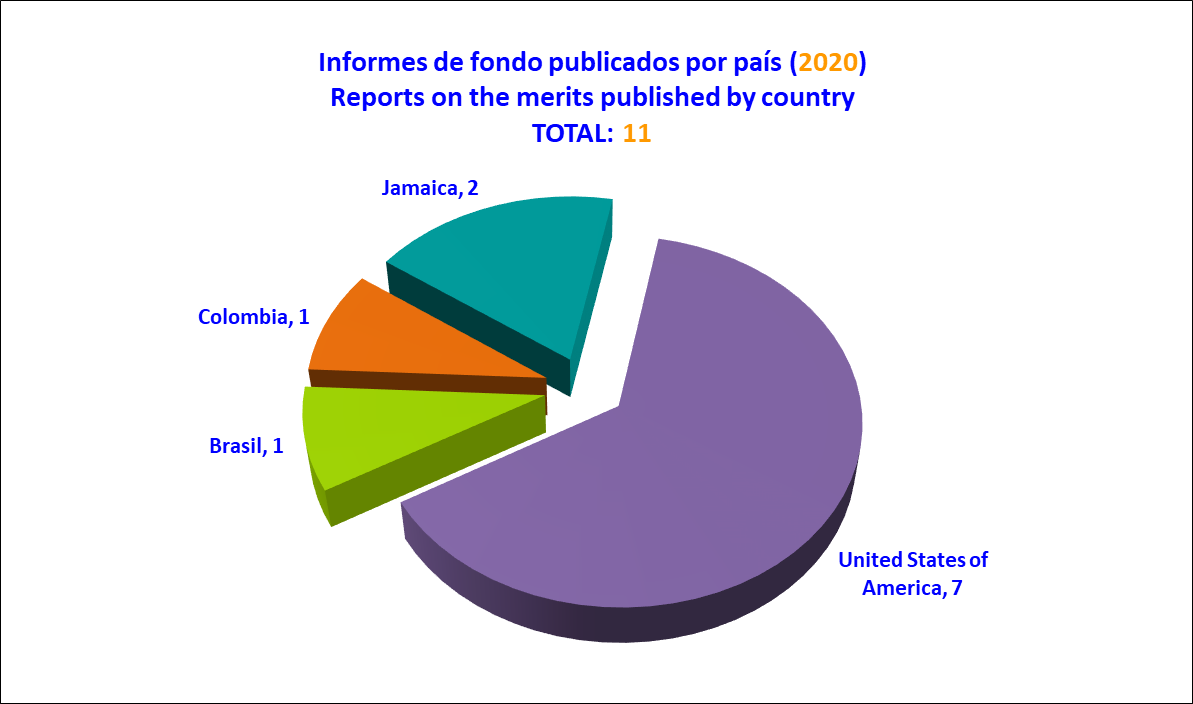 Informes de fondo publicados por país (2020)
Reports on the merits published by country
TOTAL: 11
Jamaica, 2
Colombia, 1
Brasil, 1
United States of
America, 7